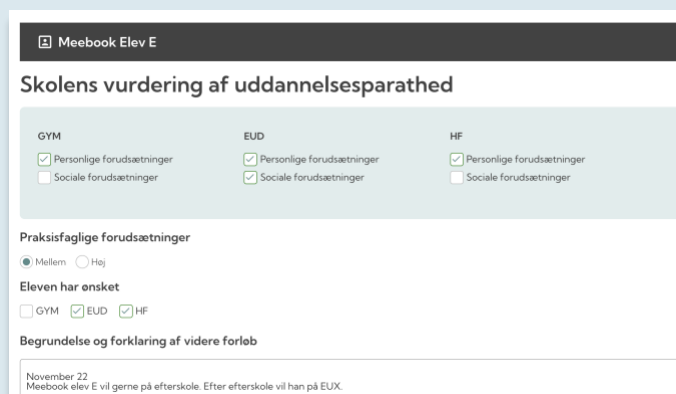 Meebook Elev E
Skolens vurdering af uddannelsesparathed
GYM EUD HF
Personlige forudsætninger Personlige forudsætninger Personlige forudsætninger
Sociale forudsætninger Sociale forudsætninger Sociale forudsætninger
Praksisfaglige forudsætninger
Mellem Høj
Eleven har ønsket
GYM EUD HF
Begrundelse og forklaring af videre forløb
November 22
Meebook elev E vil gerne på efterskole. Efter efterskole vil han på EUX.